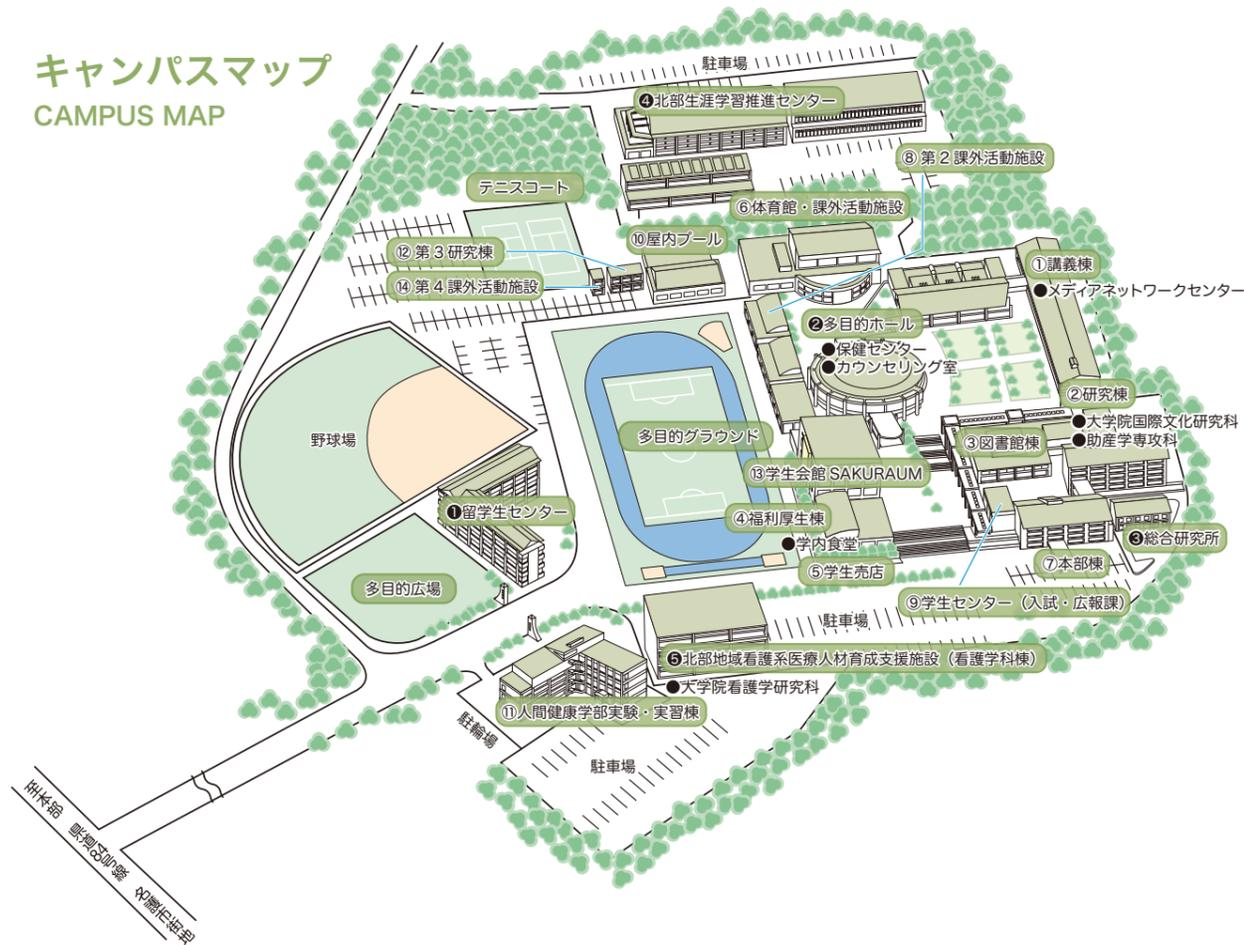 キャンパスマップ
CAMPUS MAP
駐車場
❹北部生涯学習推進センター
⑧第2課外活動施設
テニスコート
⑥体育館・課外活動施設
⑩屋内プール
⑫第3研究棟
①講義棟
⑭第4課外活動施設
●メディアネットワークセンター
❷多目的ホール
●保健センター
●カウンセリング室
②研究棟
●大学院国際文化研究科
●助産学専攻科
野球場
多目的グラウンド
③図書館棟
⑬学生会館 SAKURAUM
❶留学生センター
④福利厚生棟
●学内食堂
❸総合研究所
⑤学生売店
⑦本部棟
多目的広場
⑨学生センター（入試・広報課）
駐車場
❺北部地域看護系医療人材育成支援施設（看護学科棟）
●大学院看護学研究科
⑪人間健康学部実験・実習棟
駐輪場
駐車場
至本部　県道84号線　名護市街地